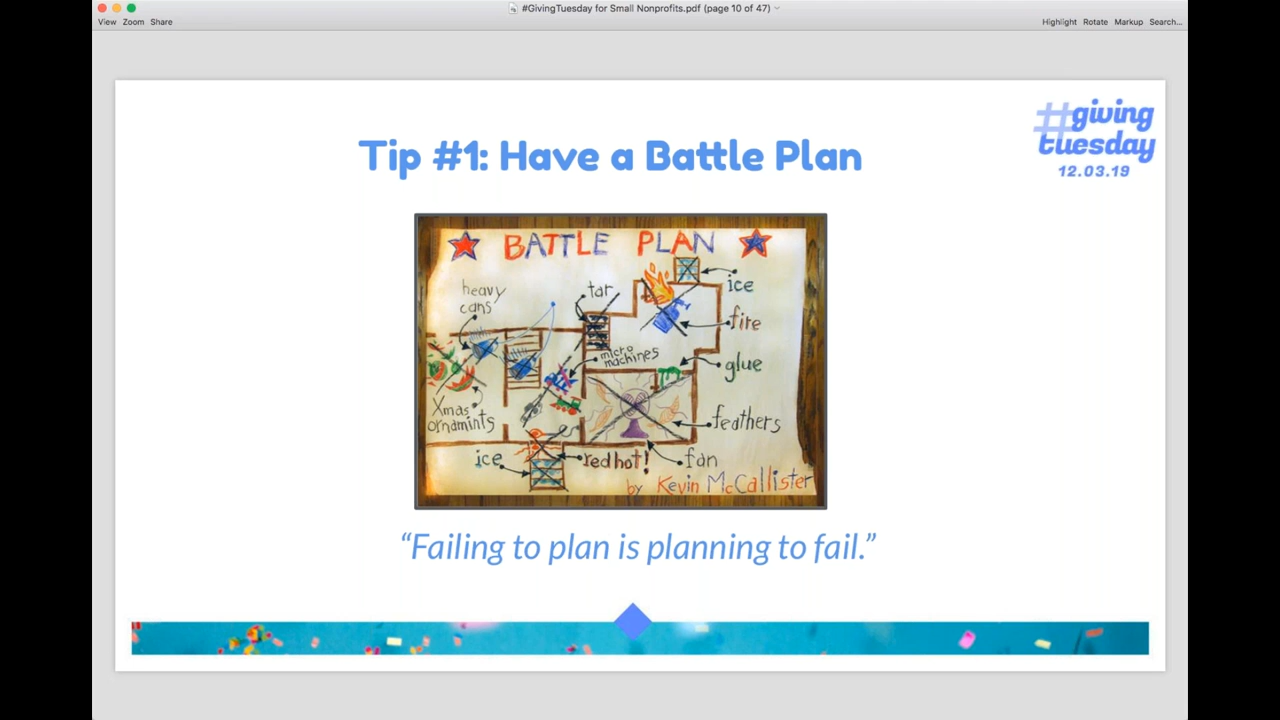 #GivingTuesday for Small Nonprofits.pdf (page 10 of 47)
View Zoom Share
Highlight Rotate Markup Search...
#giving
tuesday
12.03.19
Tip #1: Have a Battle Plan
BATTLE PLAN
heavy
cans
tar
ice
fire
micro
machines
glue
Xmas
ornamints
feathers
ice
red hot!
fan
by Kevin McCallister
“Failing to plan is planning to fail.”